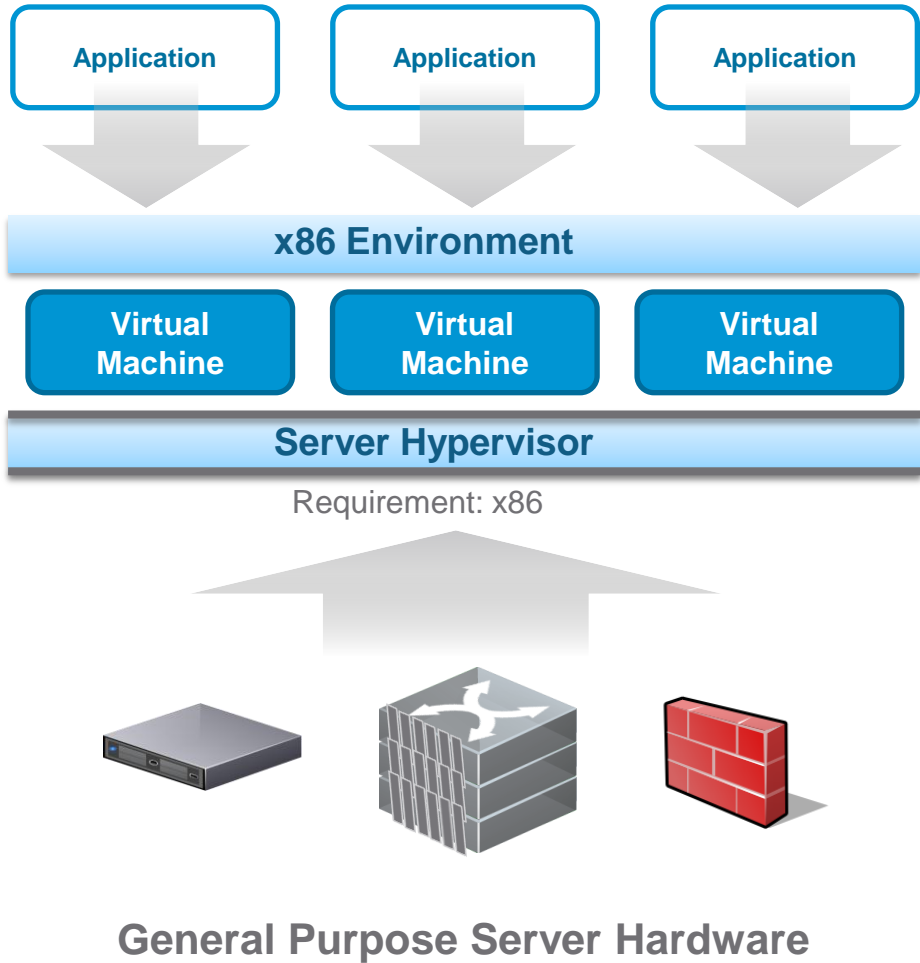 Application
Application
Application
x86 Environment
Virtual
Machine
Virtual
Machine
Virtual
Machine
Server Hypervisor
Requirement: x86
General Purpose Server Hardware